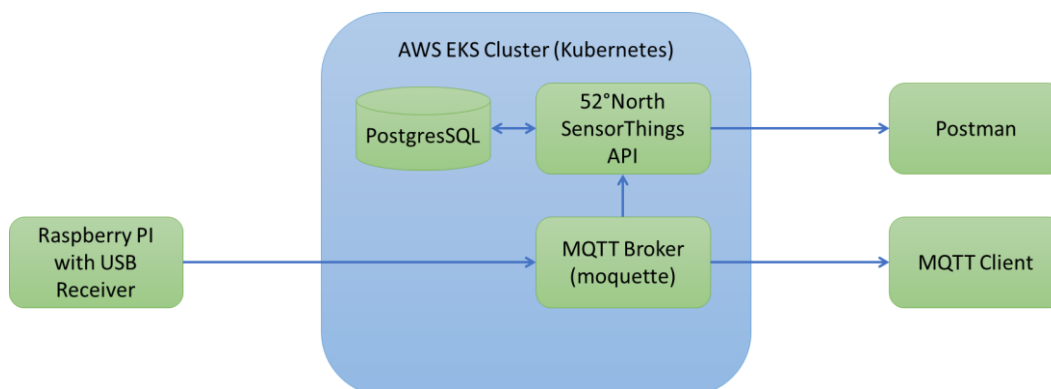 AWS EKS Cluster (Kubernetes)
PostgresSQL
52°North
SensorThings
API
Postman
Raspberry PI
with USB
Receiver
MQTT Broker
(moquette)
MQTT Client